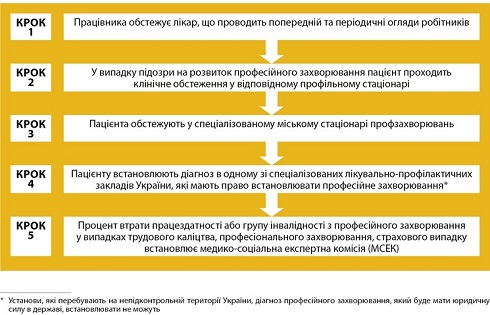 КРОК
1
Працівника обстежує лікар, що проводить попередній та періодичні огляди робітників
КРОК
2
У випадку підозри на розвиток професійного захворювання пацієнт проходить
клінічне обстеження у відповідному профільному стаціонарі
КРОК
3
Пацієнта обстежують у спеціалізованому міському стаціонарі профзахворювань
КРОК
4
Пацієнту встановлюють діагноз в одному зі спеціалізованих лікувально-профілактичних
закладів України, які мають право встановлювати професійне захворювання*
КРОК
5
Процент втрати працездатності або групу інвалідності з професійного захворювання
у випадках трудового каліцтва, професіонального захворювання, страхового випадку
встановлює медико-соціальна експертна комісія (МСЕК)
* Установи, які перебувають на непідконтрольній території України, діагноз професійного захворювання, який буде мати юридичну
силу в державі, встановлювати не можуть